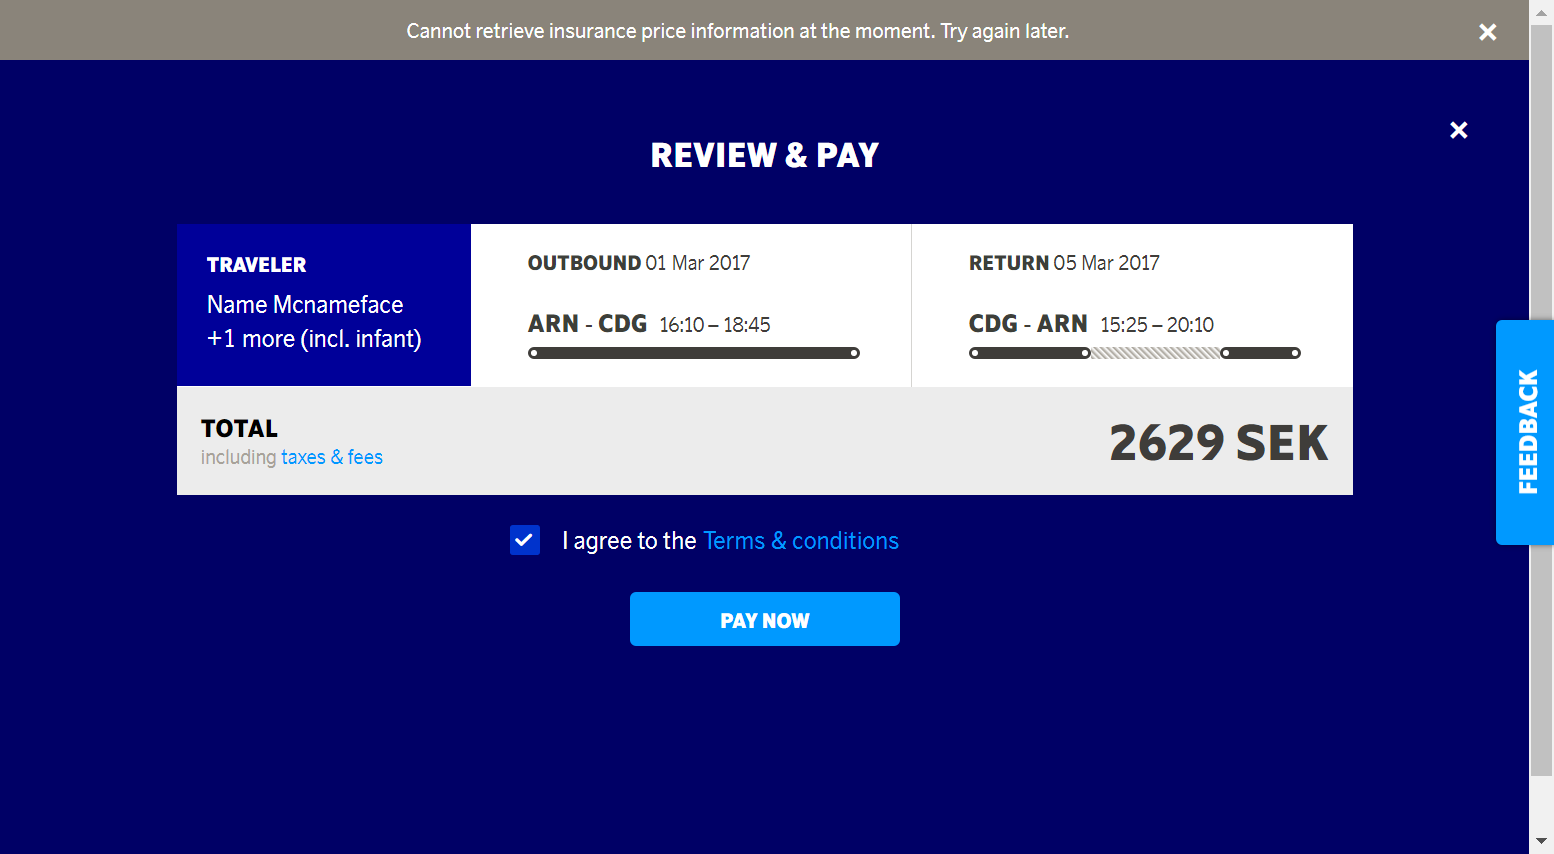 Cannot retrieve insurance price information at the moment. Try again later.
REVIEW & PAY
TRAVELER
Name Mcnameface
+1 more (incl. infant)
OUTBOUND 01 Mar 2017
ARN - CDG 16:10 – 18:45
RETURN 05 Mar 2017
CDG - ARN 15:25 – 20:10
TOTAL
including taxes & fees
2629 SEK
I agree to the Terms & conditions
PAY NOW
FEEDBACK